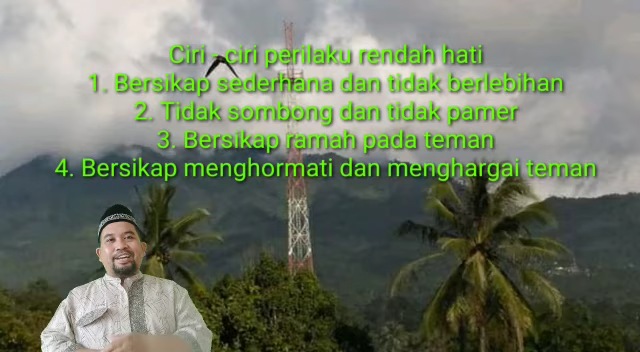 Ciri - ciri perilaku rendah hati
1. Bersikap sederhana dan tidak berlebihan
2. Tidak sombong dan tidak pamer
3. Bersikap ramah pada teman
4. Bersikap menghormati dan menghargai teman